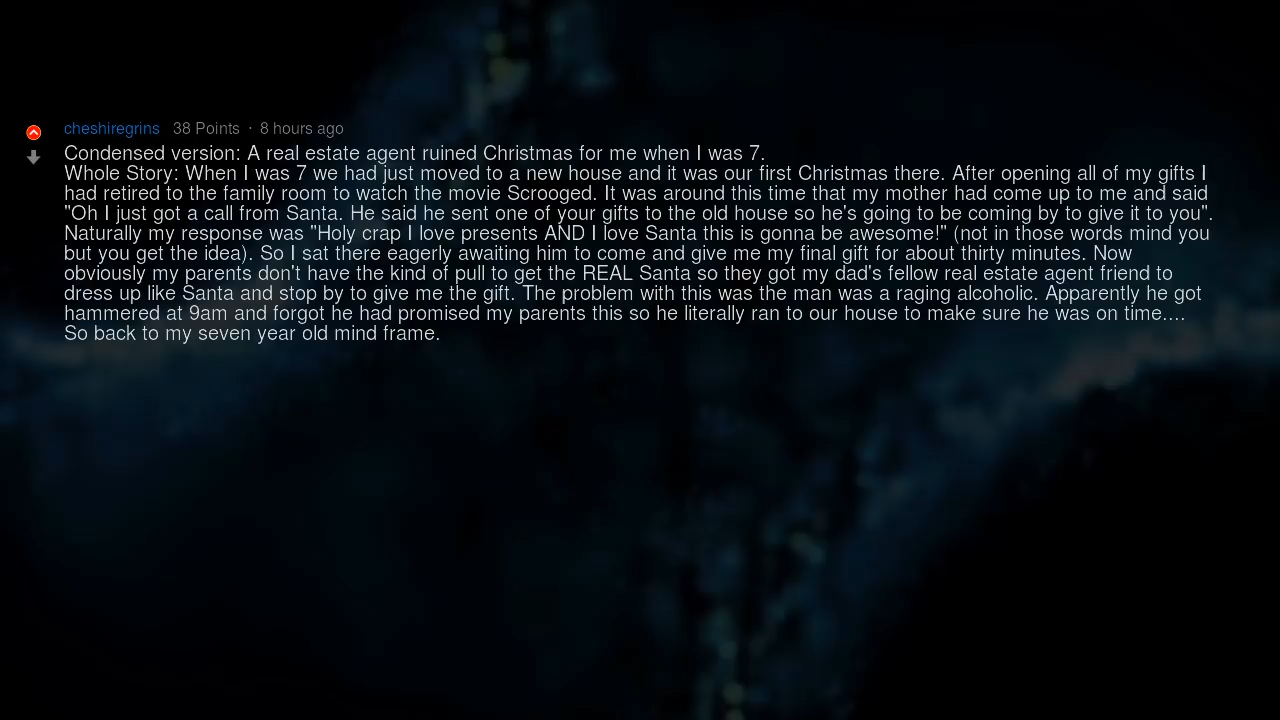 cheshiregrins 38 Points · 8 hours ago
Condensed version: A real estate agent ruined Christmas for me when I was 7.
Whole Story: When I was 7 we had just moved to a new house and it was our first Christmas there. After opening all of my gifts I
had retired to the family room to watch the movie Scrooged. It was around this time that my mother had come up to me and said
"Oh I just got a call from Santa. He said he sent one of your gifts to the old house so he's going to be coming by to give it to you".
Naturally my response was "Holy crap I love presents AND I love Santa this is gonna be awesome!" (not in those words mind you
but you get the idea). So I sat there eagerly awaiting him to come and give me my final gift for about thirty minutes. Now
obviously my parents don't have the kind of pull to get the REAL Santa so they got my dad's fellow real estate agent friend to
dress up like Santa and stop by to give me the gift. The problem with this was the man was a raging alcoholic. Apparently he got
hammered at 9am and forgot he had promised my parents this so he literally ran to our house to make sure he was on time....
So back to my seven year old mind frame.